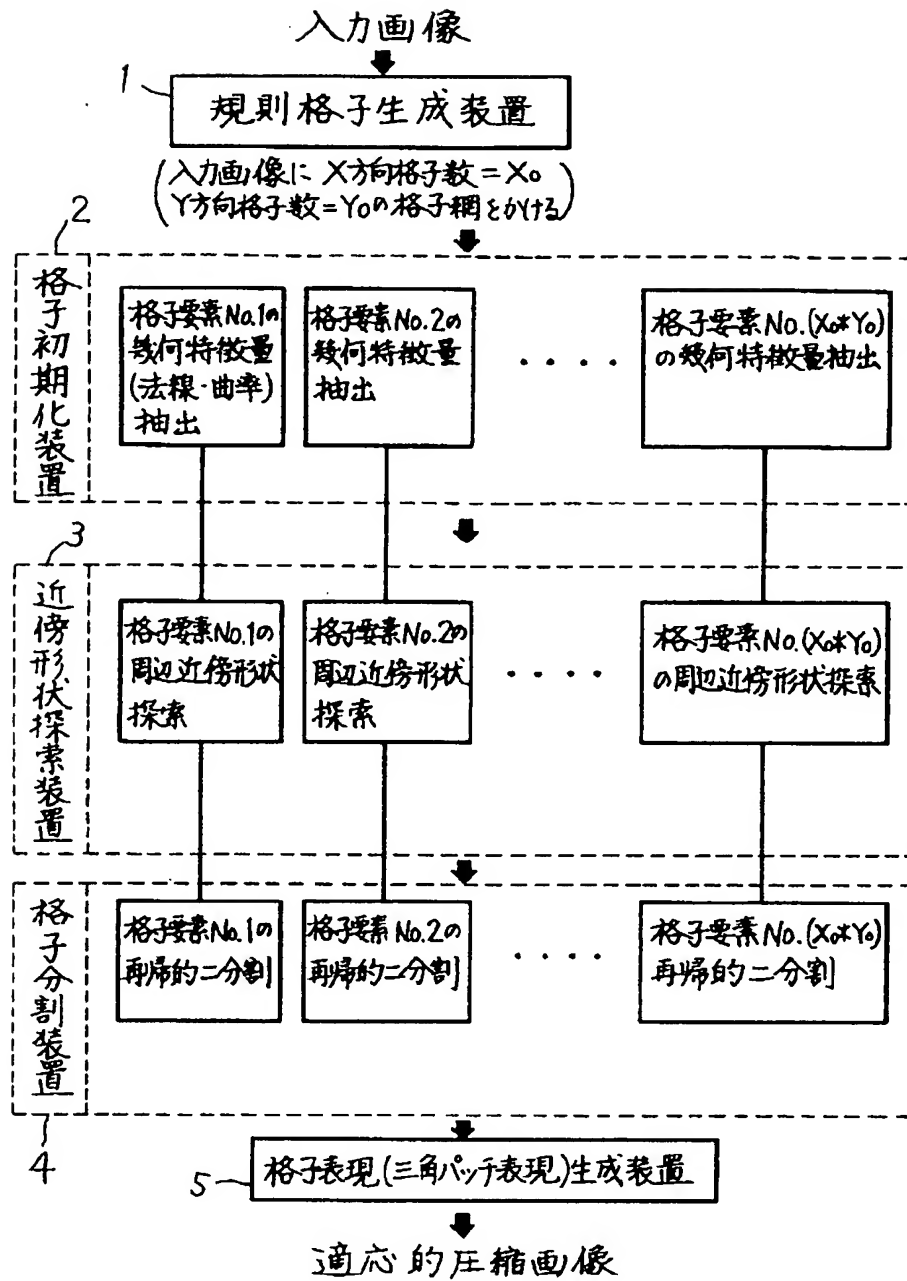 入力画像
1
規則格子生成装置
(入力画像に X方向格子数=X₀
Y方向格子数=Y₀の格子網をかける)
2
格子初期化装置
格子要素No.1の
幾何特徴量
(法線・曲率)
抽出
格子要素No.2の
幾何特徴量
抽出
・・・・
格子要素No.(X₀*Y₀)
の幾何特徴量抽出
3
近傍形状探索装置
格子要素No.1の
周辺近傍形状
探索
格子要素No.2の
周辺近傍形状
探索
・・・・
格子要素No.(X₀*Y₀)
の周辺近傍形状探索
格子分割装置
格子要素No.1の
再帰的二分割
格子要素No.2の
再帰的二分割
・・・・
格子要素No.(X₀*Y₀)
再帰的二分割
4
5
格子表現(三角パッチ表現)生成装置
適応的圧縮画像